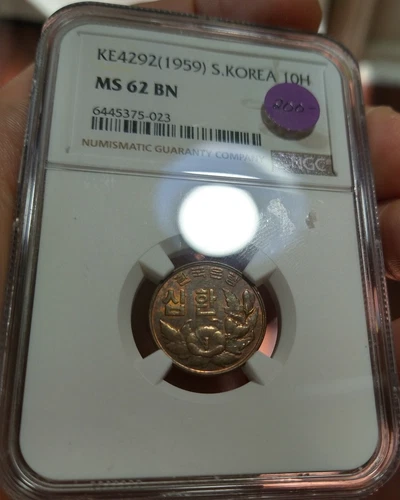 KE4292(1959) S.KOREA 10H
MS 62 BN
6445375-023
NUMISMATIC GUARANTY COMPANY
NGC
십환